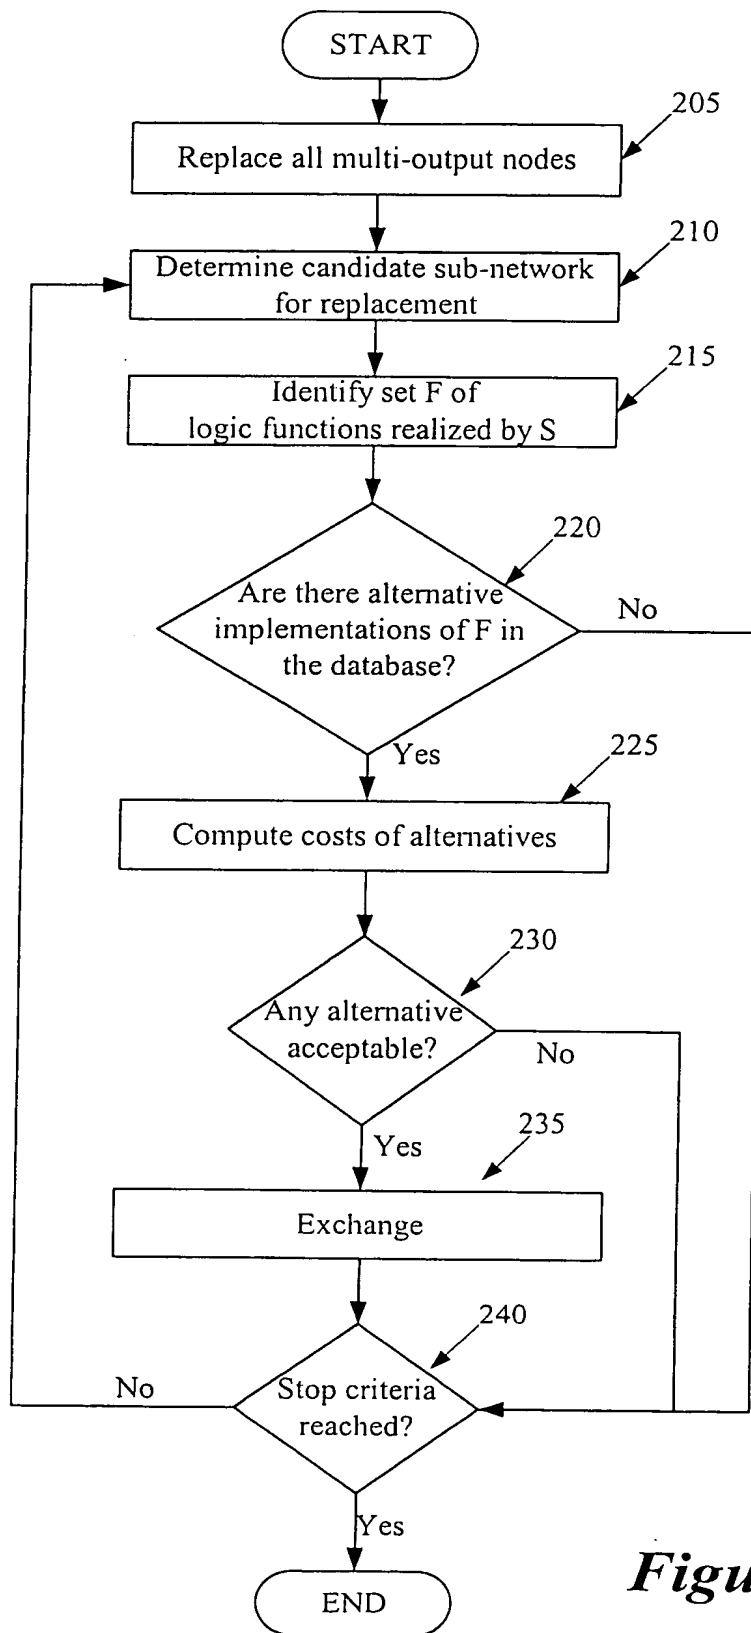 START
205
Replace all multi-output nodes
210
Determine candidate sub-network
for replacement
215
Identify set F of
logic functions realized by S
220
Are there alternative
implementations of F in
the database?
No
Yes
225
Compute costs of alternatives
230
Any alternative
acceptable?
No
Yes
235
Exchange
240
Stop criteria
reached?
No
Yes
END
Figu